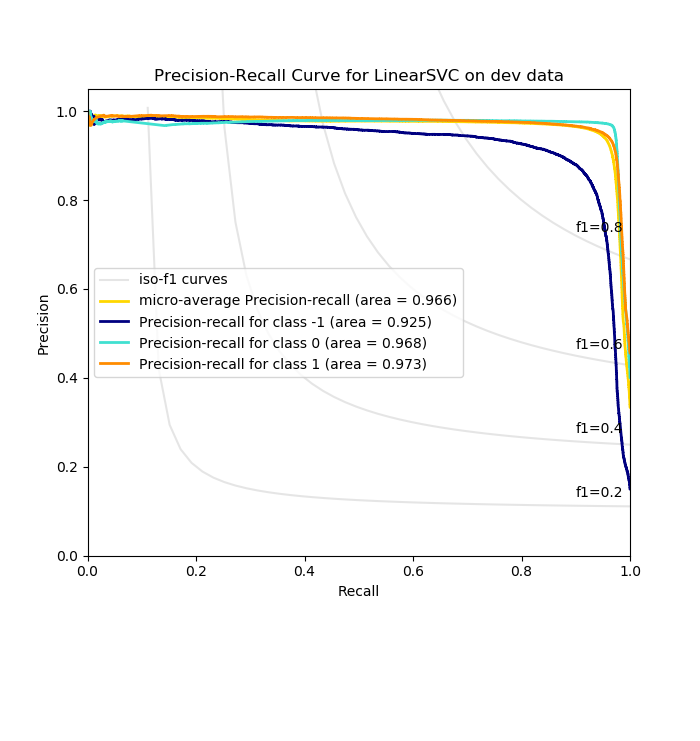 Precision-Recall Curve for LinearSVC on dev data
1.0
0.8
0.6
0.4
0.2
0.0
Precision
f1=0.8
f1=0.6
f1=0.4
f1=0.2
iso-f1 curves
micro-average Precision-recall (area = 0.966)
Precision-recall for class -1 (area = 0.925)
Precision-recall for class 0 (area = 0.968)
Precision-recall for class 1 (area = 0.973)
0.0 0.2 0.4 0.6 0.8 1.0
Recall